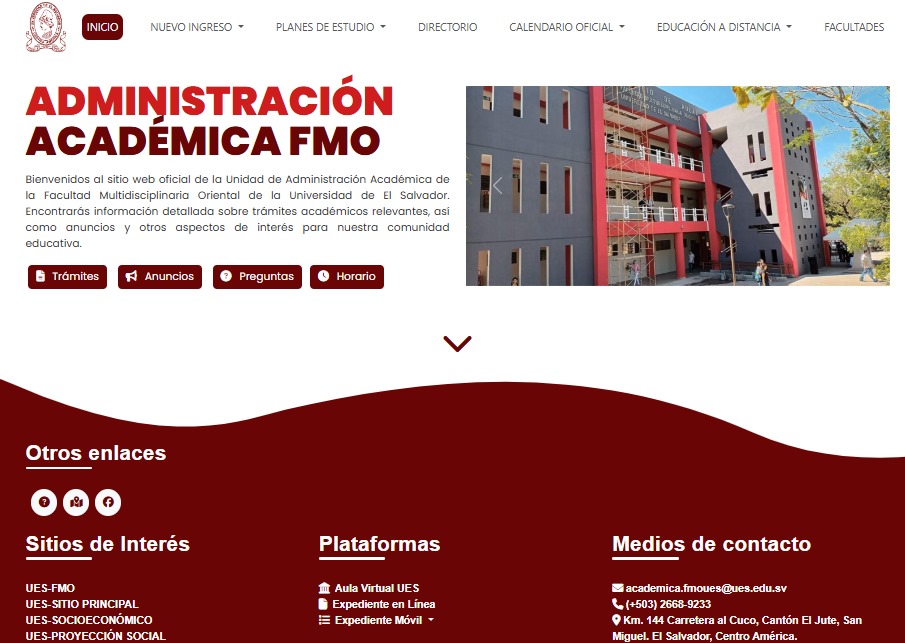 INICIO
NUEVO INGRESO
PLANES DE ESTUDIO
DIRECTORIO
CALENDARIO OFICIAL
EDUCACIÓN A DISTANCIA
FACULTADES
ADMINISTRACIÓN
ACADÉMICA FMO
Bienvenidos al sitio web oficial de la Unidad de Administración Académica de
la Facultad Multidisciplinaria Oriental de la Universidad de El Salvador.
Encontrarás información detallada sobre trámites académicos relevantes, así
como anuncios y otros aspectos de interés para nuestra comunidad
educativa.
Trámites
Anuncios
Preguntas
Horario
Otros enlaces
Sitios de Interés
UES-FMO
UES-SITIO PRINCIPAL
UES-SOCIOECONÓMICO
UES-PROYECCIÓN SOCIAL
Plataformas
Aula Virtual UES
Expediente en Línea
Expediente Móvil
Medios de contacto
academica.fmoues@ues.edu.sv
(+503) 2668-9233
Km. 144 Carretera al Cuco, Cantón El Jute, San
Miguel. El Salvador, Centro América.